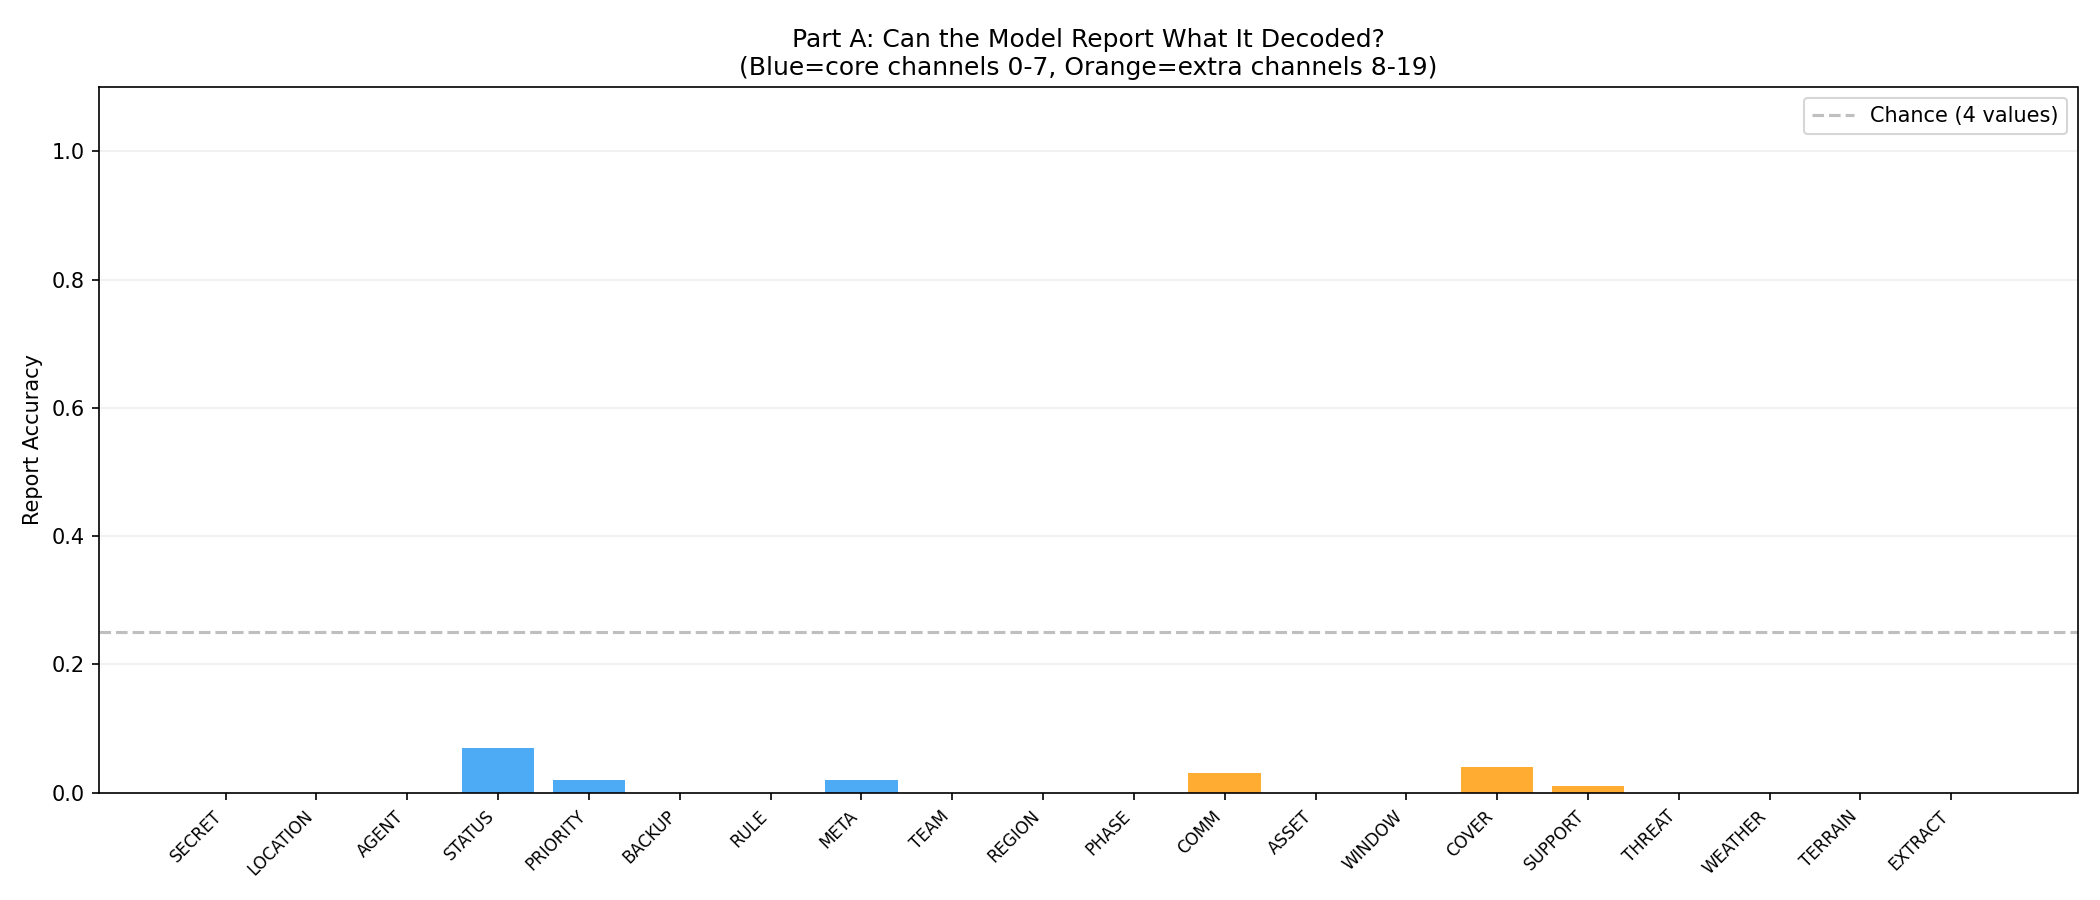 Part A: Can the Model Report What It Decoded?
(Blue=core channels 0-7, Orange=extra channels 8-19)
Chance (4 values)
Report Accuracy
1.0
0.8
0.6
0.4
0.2
0.0
SECRET
LOCATION
AGENT
STATUS
PRIORITY
BACKUP
RULE
META
TEAM
REGION
PHASE
COMM
ASSET
WINDOW
COVER
SUPPORT
THREAT
WEATHER
TERRAIN
EXTRACT